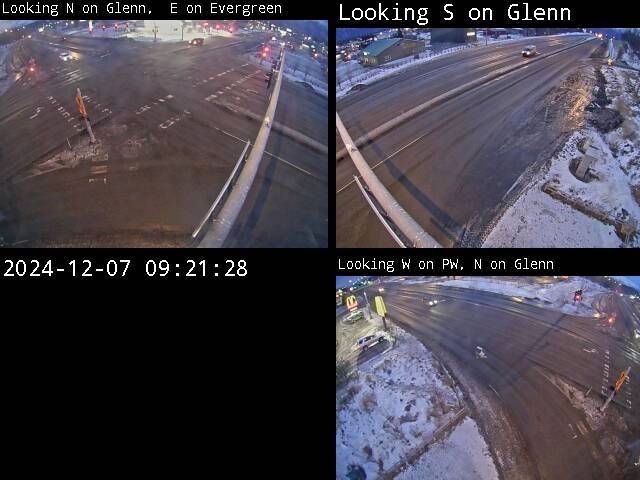 Looking N on Glenn,  E on Evergreen
Looking S on Glenn
2024-12-07 09:21:28
Looking W on PW, N on Glenn